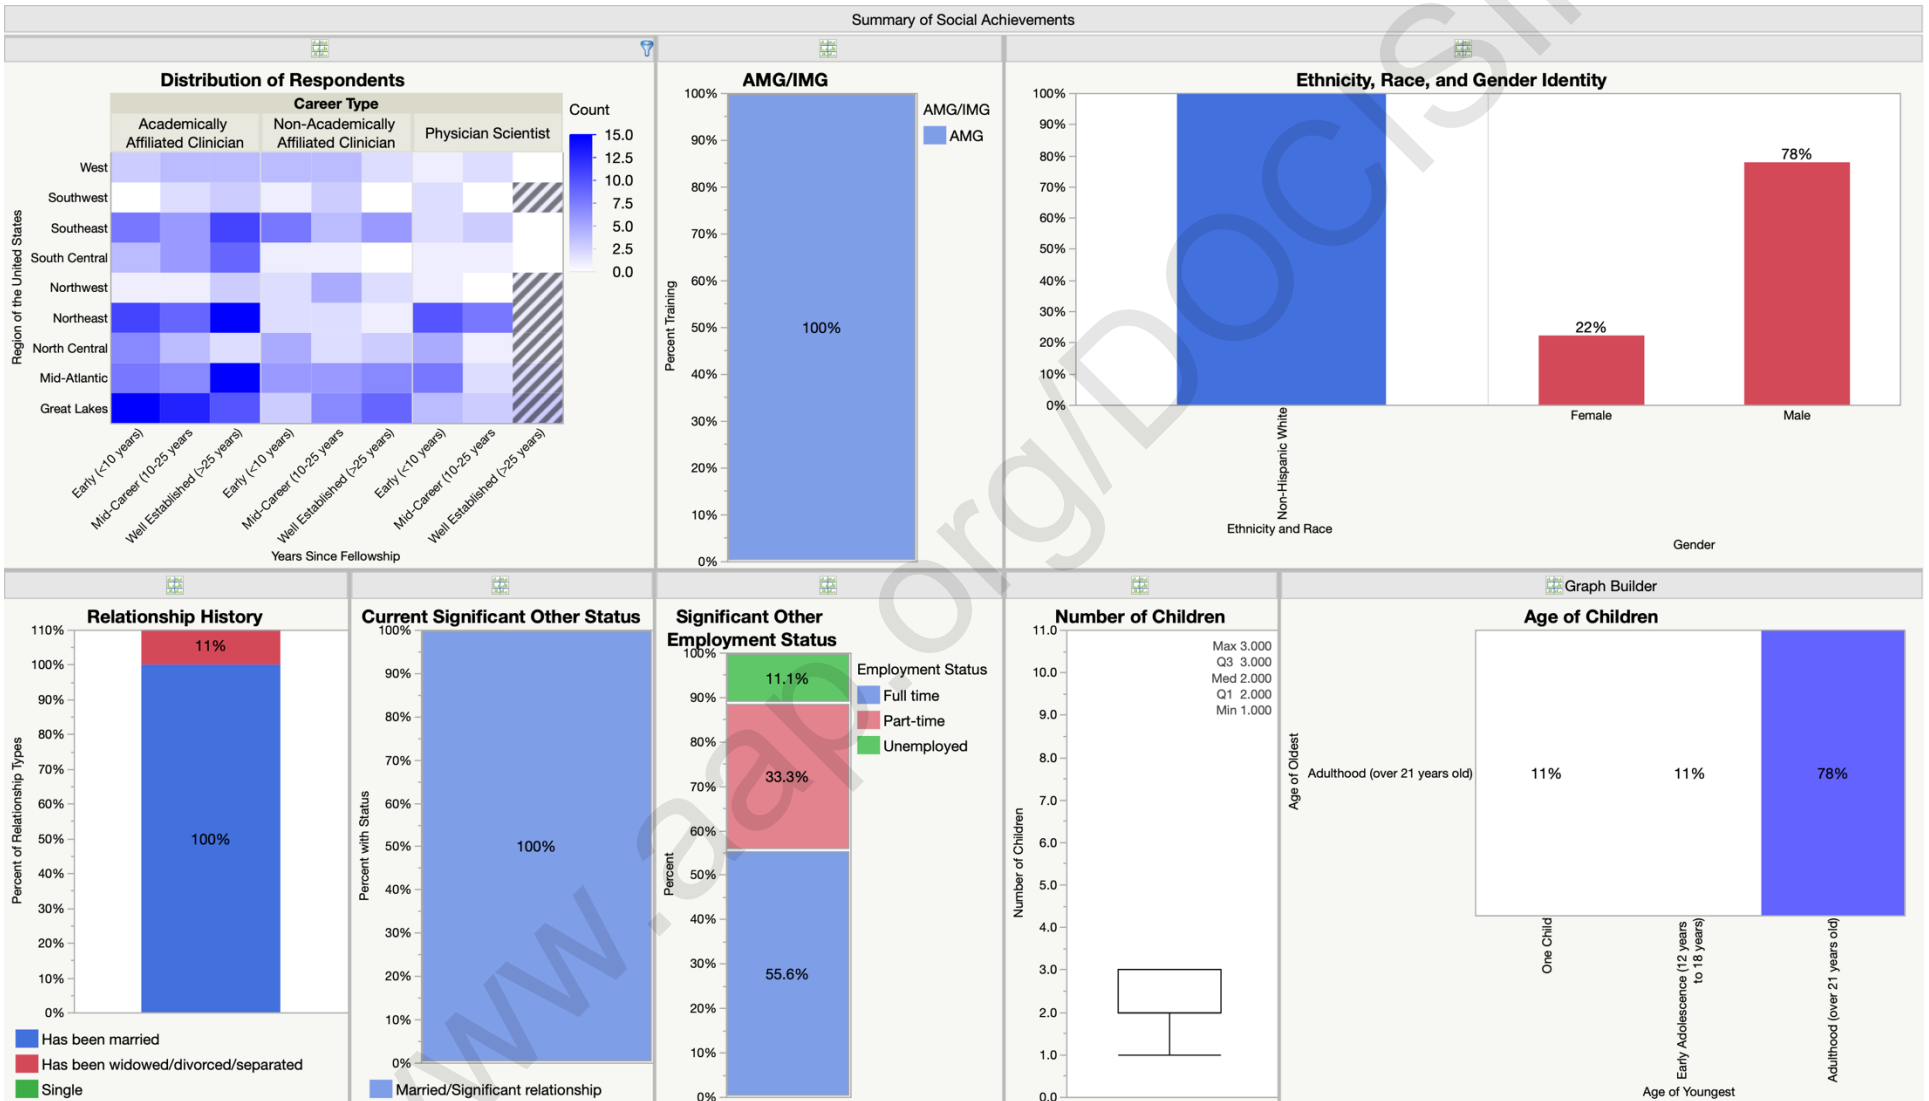 Summary of Social Achievements
Distribution of Respondents
Career Type
Academically
Affiliated Clinician
Non-Academically
Affiliated Clinician
Physician Scientist
Count
15.0
12.5
10.0
7.5
5.0
2.5
0.0
Region of the United States
West
Southwest
Southeast
South Central
Northwest
Northeast
North Central
Mid-Atlantic
Great Lakes
Early (<10 years)
Mid-Career (10-25 years
Well Established (>25 years)
Early (<10 years)
Mid-Career (10-25 years
Well Established (>25 years)
Early (<10 years)
Mid-Career (10-25 years
Well Established (>25 years)
Years Since Fellowship
AMG/IMG
Percent Training
100%
90%
80%
70%
60%
50%
40%
30%
20%
10%
0%
100%
AMG/IMG
AMG
Ethnicity, Race, and Gender Identity
100%
90%
80%
70%
60%
50%
40%
30%
20%
10%
0%
78%
22%
Non-Hispanic White
Female
Male
Ethnicity and Race
Gender
Relationship History
Percent of Relationship Types
110%
100%
90%
80%
70%
60%
50%
40%
30%
20%
10%
0%
11%
100%
Has been married
Has been widowed/divorced/separated
Single
Current Significant Other Status
Percent with Status
100%
90%
80%
70%
60%
50%
40%
30%
20%
10%
0%
100%
Married/Significant relationship
Significant Other
Employment Status
Percent
100%
90%
80%
70%
60%
50%
40%
30%
20%
10%
0%
11.1%
33.3%
55.6%
Employment Status
Full time
Part-time
Unemployed
Number of Children
Number of Children
11.0
10.0
9.0
8.0
7.0
6.0
5.0
4.0
3.0
2.0
1.0
0.0
Max 3.000
Q3 3.000
Med 2.000
Q1 2.000
Min 1.000
Graph Builder
Age of Children
Age of Oldest
Adulthood (over 21 years old)
11%
11%
78%
One Child
Early Adolescence (12 years
to 18 years)
Adulthood (over 21 years old)
Age of Youngest